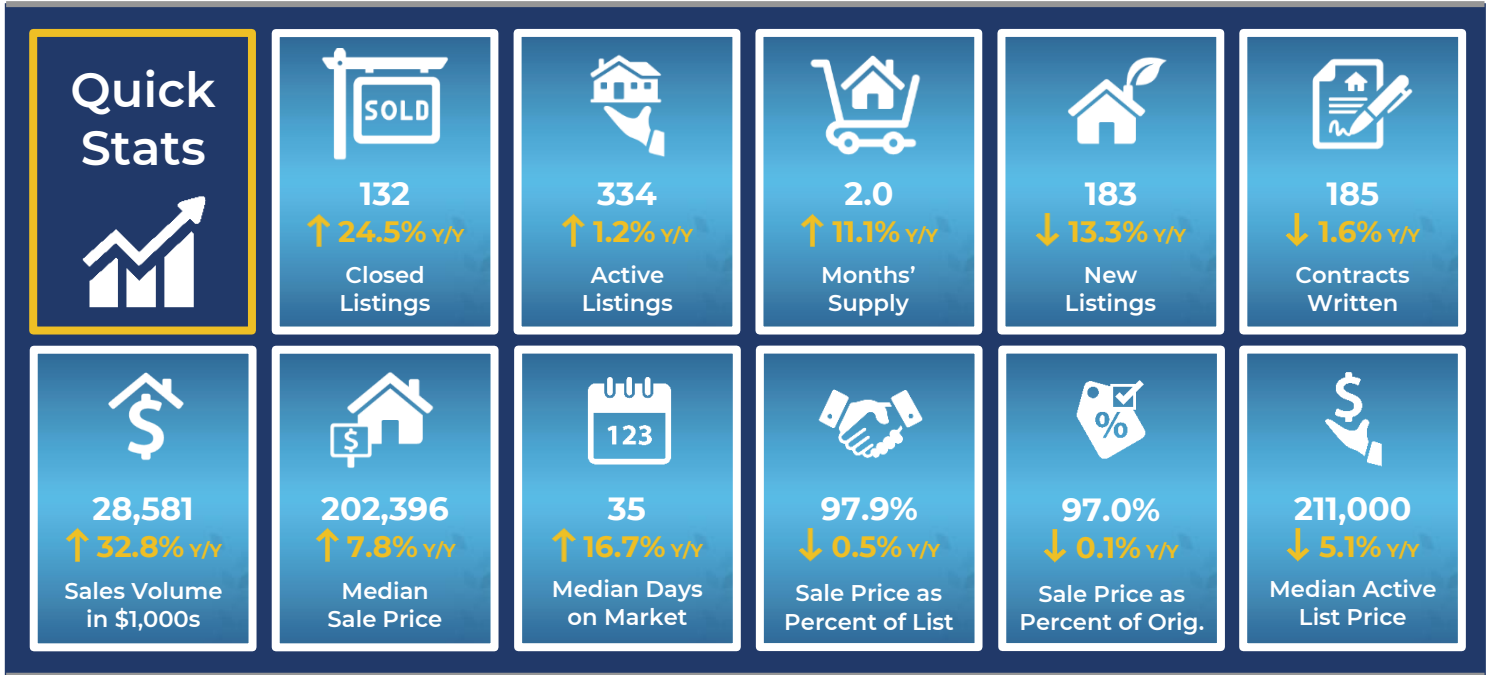 Quick
Stats
SOLD
132
↑ 24.5% Y/Y
Closed
Listings
334
↑ 1.2% Y/Y
Active
Listings
2.0
↑ 11.1% Y/Y
Months’
Supply
183
↓ 13.3% Y/Y
New
Listings
185
↓ 1.6% Y/Y
Contracts
Written
$
28,581
↑ 32.8% Y/Y
Sales Volume
in $1,000s
$
202,396
↑ 7.8% Y/Y
Median
Sale Price
123
35
↑ 16.7% Y/Y
Median Days
on Market
97.9%
↓ 0.5% Y/Y
Sale Price as
Percent of List
%
97.0%
↓ 0.1% Y/Y
Sale Price as
Percent of Orig.
$
211,000
↓ 5.1% Y/Y
Median Active
List Price